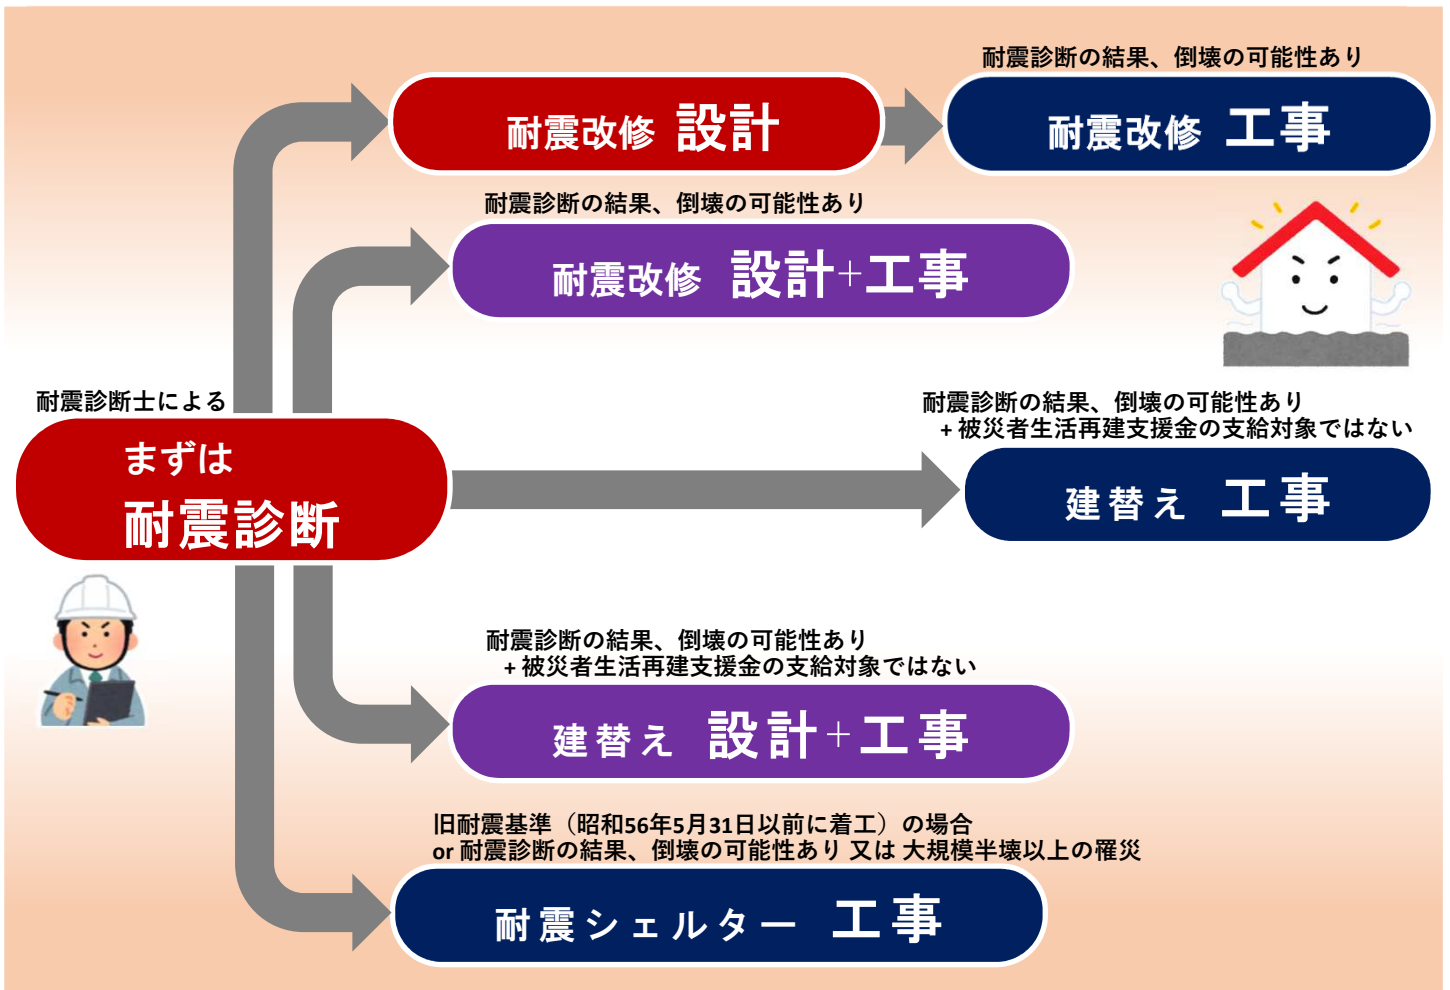 耐震診断の結果、倒壊の可能性あり
耐震改修 設計
耐震改修 工事
耐震診断の結果、倒壊の可能性あり
耐震改修 設計+工事
耐震診断士による
まずは
耐震診断
耐震診断の結果、倒壊の可能性あり
+ 被災者生活再建支援金の支給対象ではない
建替え 工事
耐震診断の結果、倒壊の可能性あり
+ 被災者生活再建支援金の支給対象ではない
建替え 設計+工事
旧耐震基準（昭和56年5月31日以前に着工）の場合
or 耐震診断の結果、倒壊の可能性あり 又は 大規模半壊以上の罹災
耐震シェルター 工事